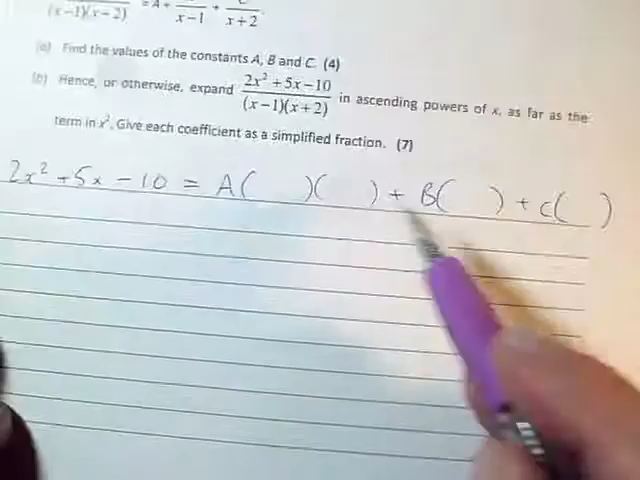 (x−1)(x−2) = A + x−1 + x+2.
(a) Find the values of the constants A, B and C. (4)
(b) Hence, or otherwise, expand 2x² + 5x − 10 / (x−1)(x+2) in ascending powers of x, as far as the
term in x². Give each coefficient as a simplified fraction. (7)
2x² + 5x − 10 = A(    )(    ) + B(    ) + C(    )